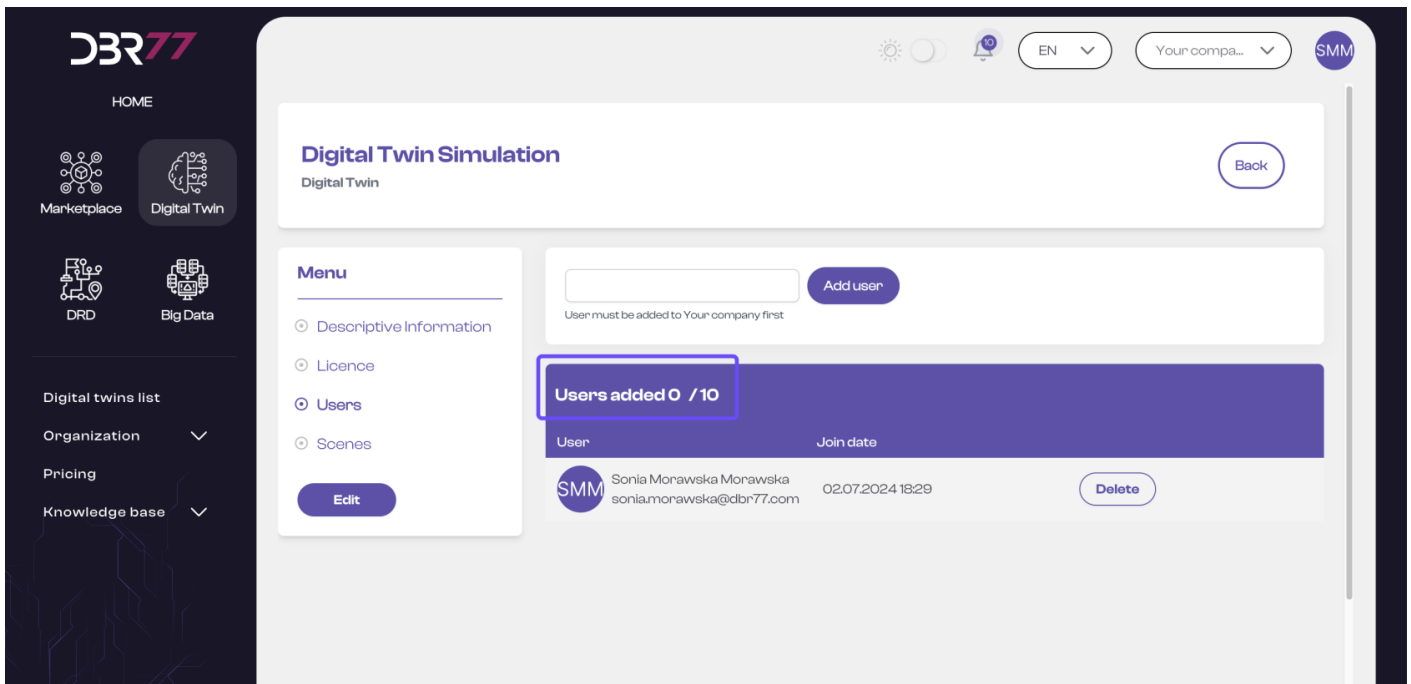 DBR77
HOME
Marketplace
Digital Twin
DRD
Big Data
Digital twins list
Organization
Pricing
Knowledge base
10
EN
Your compa...
SMM
Digital Twin Simulation
Digital Twin
Back
Menu
Descriptive Information
Licence
Users
Scenes
Edit
Add user
User must be added to Your company first
Users added 0 / 10
User
Join date
SMM
Sonia Morawska Morawska
sonia.morawska@dbr77.com
02.07.2024 18:29
Delete